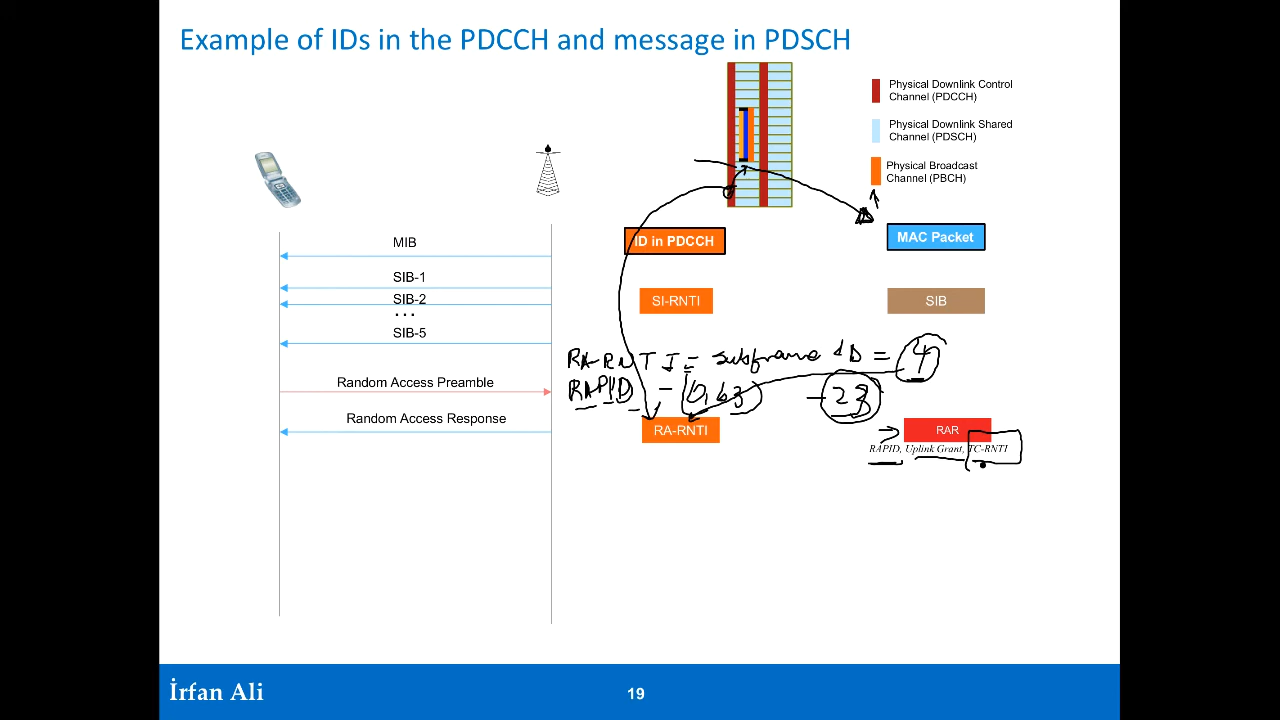 Example of IDs in the PDCCH and message in PDSCH
Physical Downlink Control
Channel (PDCCH)
Physical Downlink Shared
Channel (PDSCH)
Physical Broadcast
Channel (PBCH)
MIB
SIB-1
SIB-2
...
SIB-5
Random Access Preamble
Random Access Response
ID in PDCCH
MAC Packet
SI-RNTI
SIB
RA-RNTI = subframe ID = 4
RAPID - (0,63) - 23
RA-RNTI
RAR
RAPID, Uplink Grant, TC-RNTI
İrfan Ali
19